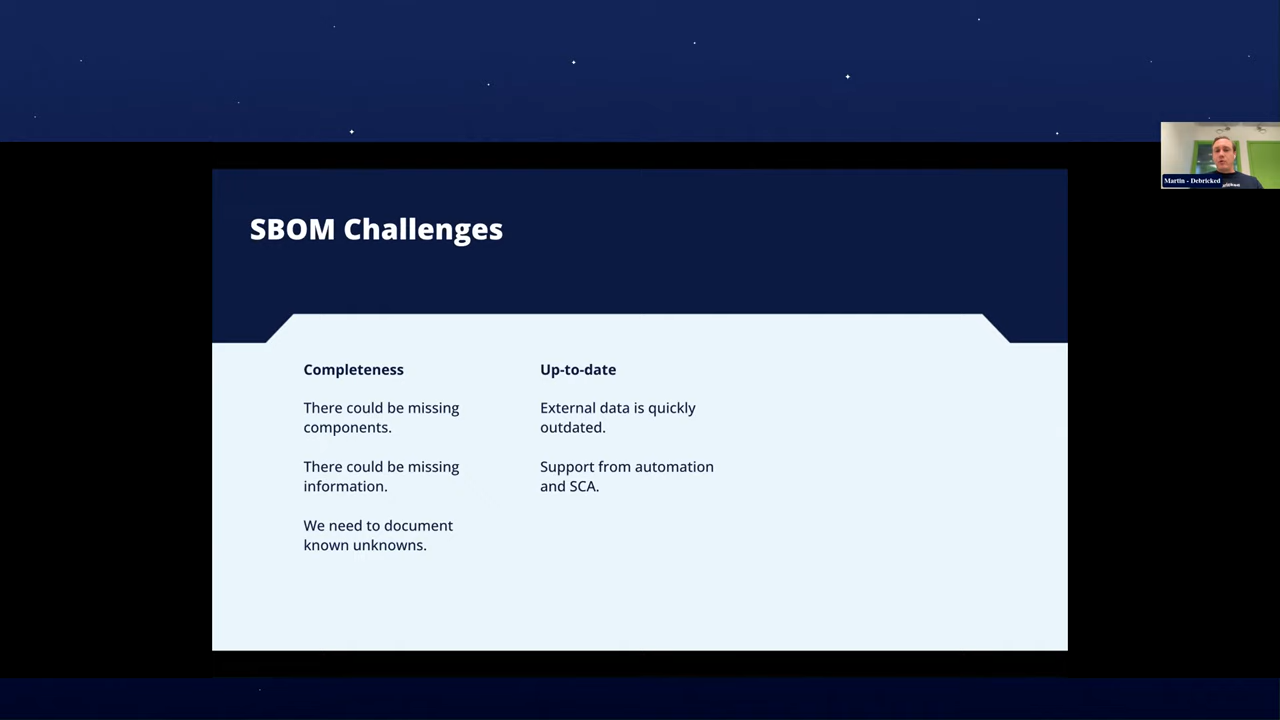 SBOM Challenges
Completeness
There could be missing
components.
There could be missing
information.
We need to document
known unknowns.
Up-to-date
External data is quickly
outdated.
Support from automation
and SCA.
Martin - Debricked